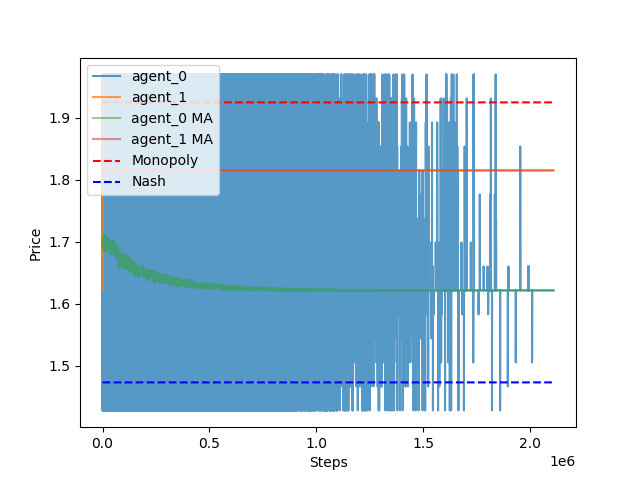 agent_0
agent_1
agent_0 MA
agent_1 MA
Monopoly
Nash
Price
1.9
1.8
1.7
1.6
1.5
0.0 0.5 1.0 1.5 2.0
1e6
Steps